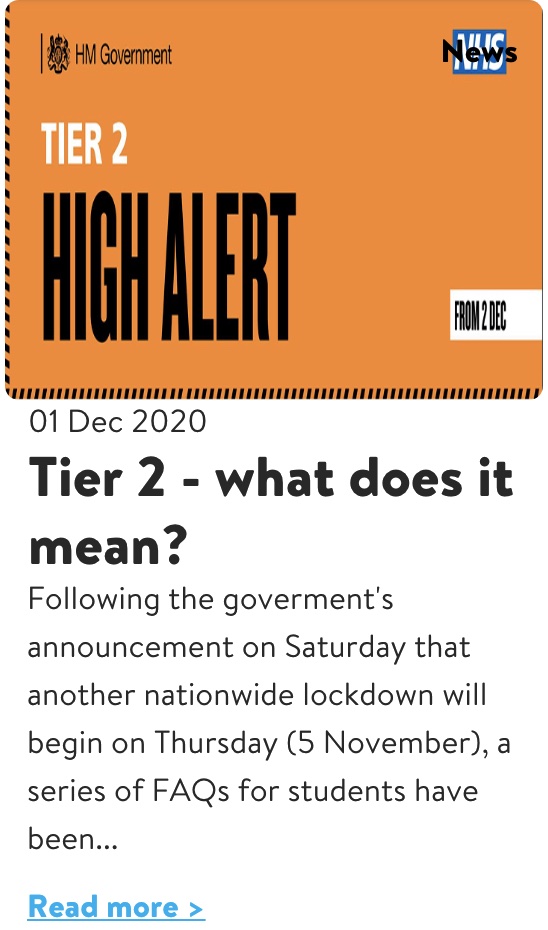 HM Government
NHS
News
TIER 2
HIGH ALERT
FROM 2 DEC
01 Dec 2020
Tier 2 - what does it
mean?
Following the goverment's
announcement on Saturday that
another nationwide lockdown will
begin on Thursday (5 November), a
series of FAQs for students have
been...
Read more >